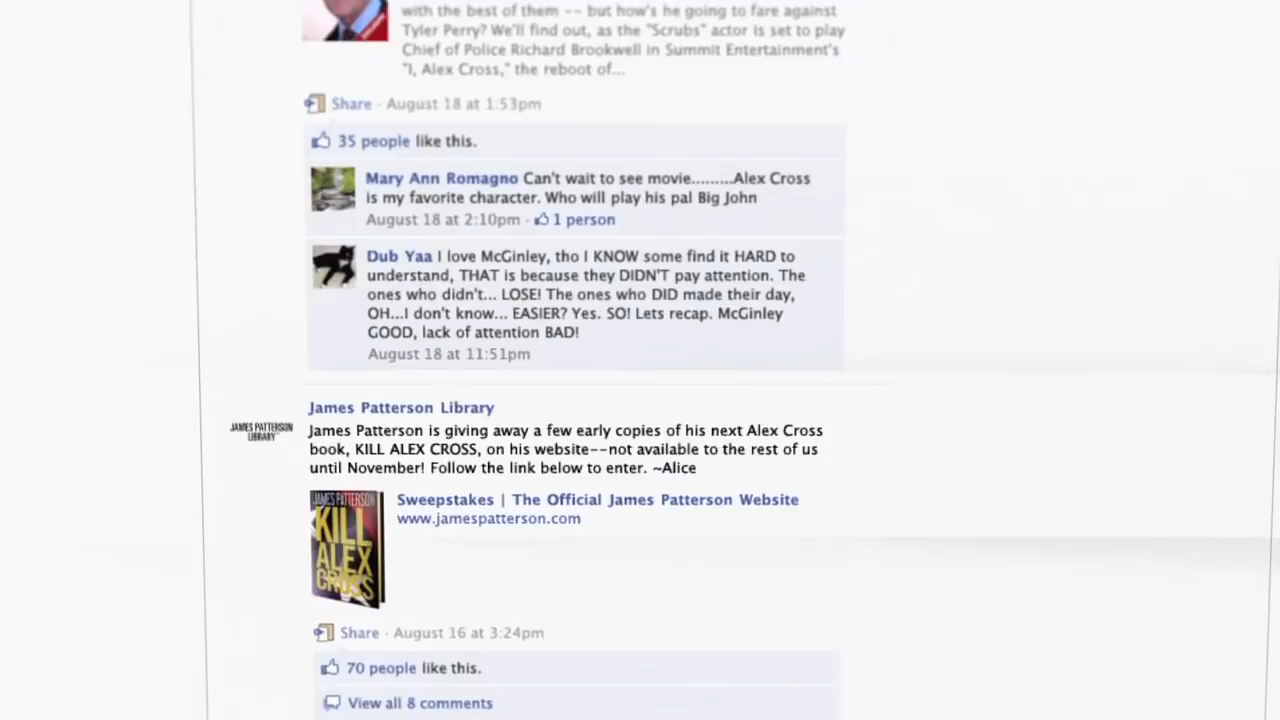 with the best of them -- but how's he going to fare against
Tyler Perry? We'll find out, as the "Scrubs" actor is set to play
Chief of Police Richard Brookwell in Summit Entertainment's
"I, Alex Cross," the reboot of...
Share · August 18 at 1:53pm
35 people like this.
Mary Ann Romagno Can't wait to see movie.........Alex Cross
is my favorite character. Who will play his pal Big John
August 18 at 2:10pm · 1 person
Dub Yaa I love McGinley, tho I KNOW some find it HARD to
understand, THAT is because they DIDN'T pay attention. The
ones who didn't... LOSE! The ones who DID made their day,
OH...I don't know... EASIER? Yes. SO! Lets recap. McGinley
GOOD, lack of attention BAD!
August 18 at 11:51pm
James Patterson Library
JAMES PATTERSON
LIBRARY
James Patterson is giving away a few early copies of his next Alex Cross
book, KILL ALEX CROSS, on his website--not available to the rest of us
until November! Follow the link below to enter. ~Alice
JAMES PATTERSON
KILL
ALEX
CROSS
Sweepstakes | The Official James Patterson Website
www.jamespatterson.com
Share · August 16 at 3:24pm
70 people like this.
View all 8 comments